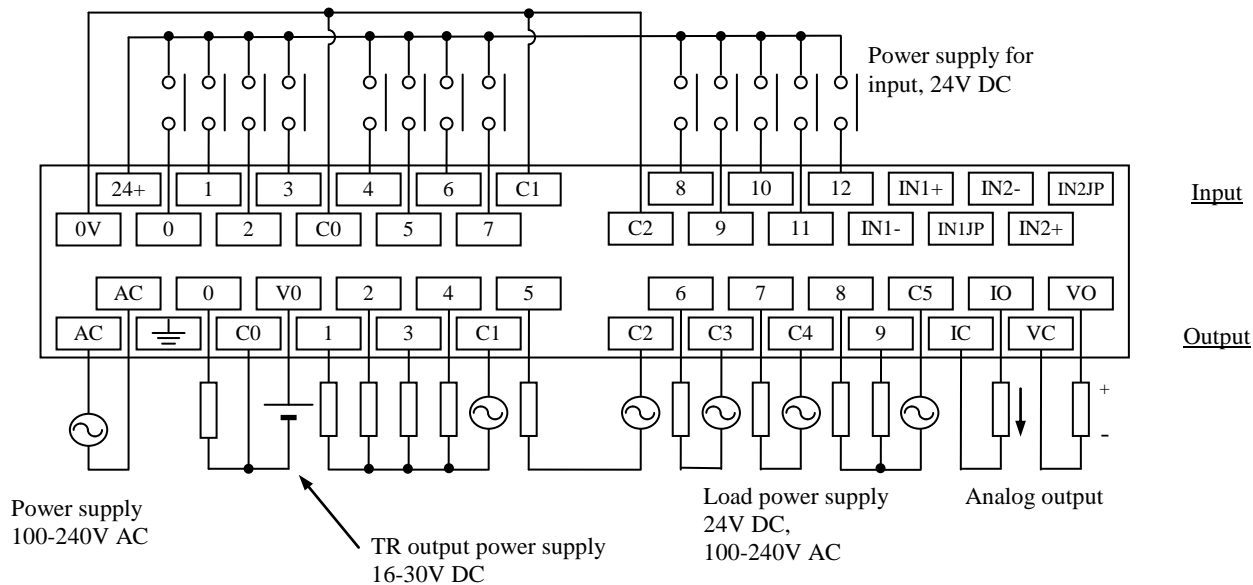 Power supply for
input, 24V DC
24+ 1 3 4 6 C1 8 10 12 IN1+ IN2- IN2JP
Input
0V 0 2 C0 5 7 C2 9 11 IN1- IN1JP IN2+
AC 0 V0 2 4 5 6 7 8 C5 IO VO
AC C0 1 3 C1 C2 C3 C4 9 IC VC
Output
+
-
Power supply
100-240V AC
TR output power supply
16-30V DC
Load power supply
24V DC,
100-240V AC
Analog output